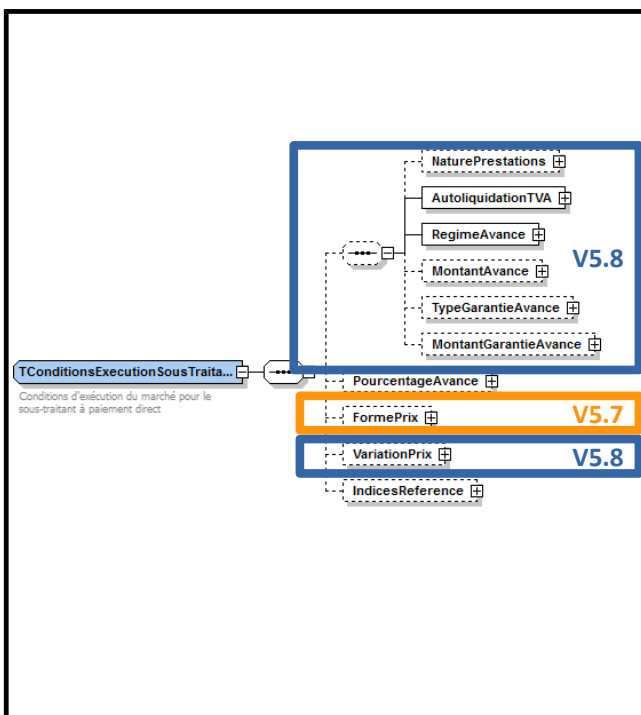 NaturePrestations
AutoliquidationTVA
RegimeAvance
V5.8
MontantAvance
TypeGarantieAvance
MontantGarantieAvance
TConditionsExecutionSousTraita...
Conditions d'exécution du marché pour le
sous-traitant à paiement direct
PourcentageAvance
FormePrix
V5.7
VariationPrix
V5.8
IndicesReference